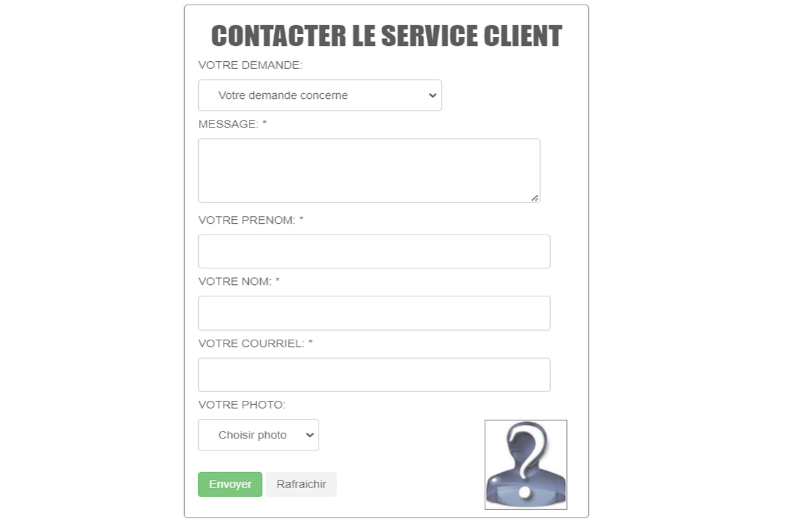 CONTACTER LE SERVICE CLIENT
VOTRE DEMANDE:
Votre demande concerne
MESSAGE: *
VOTRE PRENOM: *
VOTRE NOM: *
VOTRE COURRIEL: *
VOTRE PHOTO:
Choisir photo
Envoyer Rafraichir